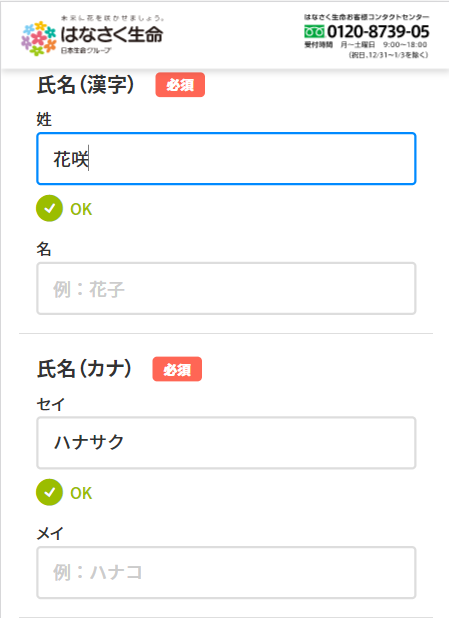 未来に花を咲かせましょう。
はなさく生命
日本生命グループ
はなさく生命お客様コンタクトセンター
0120-8739-05
受付時間 月〜土曜日 9:00〜18:00
(祝日、12/31〜1/3を除く)
氏名（漢字） 必須
姓
花咲
OK
名
例：花子
氏名（カナ） 必須
セイ
ハナサク
OK
メイ
例：ハナコ